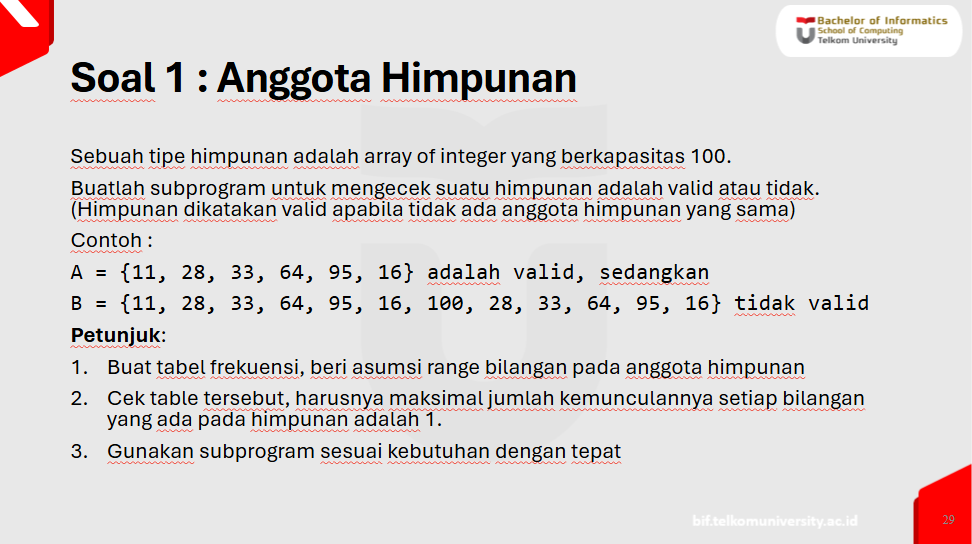 Bachelor of Informatics
School of Computing
Telkom University
Soal 1 : Anggota Himpunan
Sebuah tipe himpunan adalah array of integer yang berkapasitas 100.
Buatlah subprogram untuk mengecek suatu himpunan adalah valid atau tidak.
(Himpunan dikatakan valid apabila tidak ada anggota himpunan yang sama)
Contoh :
A = {11, 28, 33, 64, 95, 16} adalah valid, sedangkan
B = {11, 28, 33, 64, 95, 16, 100, 28, 33, 64, 95, 16} tidak valid
Petunjuk:
1. Buat tabel frekuensi, beri asumsi range bilangan pada anggota himpunan
2. Cek table tersebut, harusnya maksimal jumlah kemunculannya setiap bilangan
yang ada pada himpunan adalah 1.
3. Gunakan subprogram sesuai kebutuhan dengan tepat
bif.telkomuniversity.ac.id
29